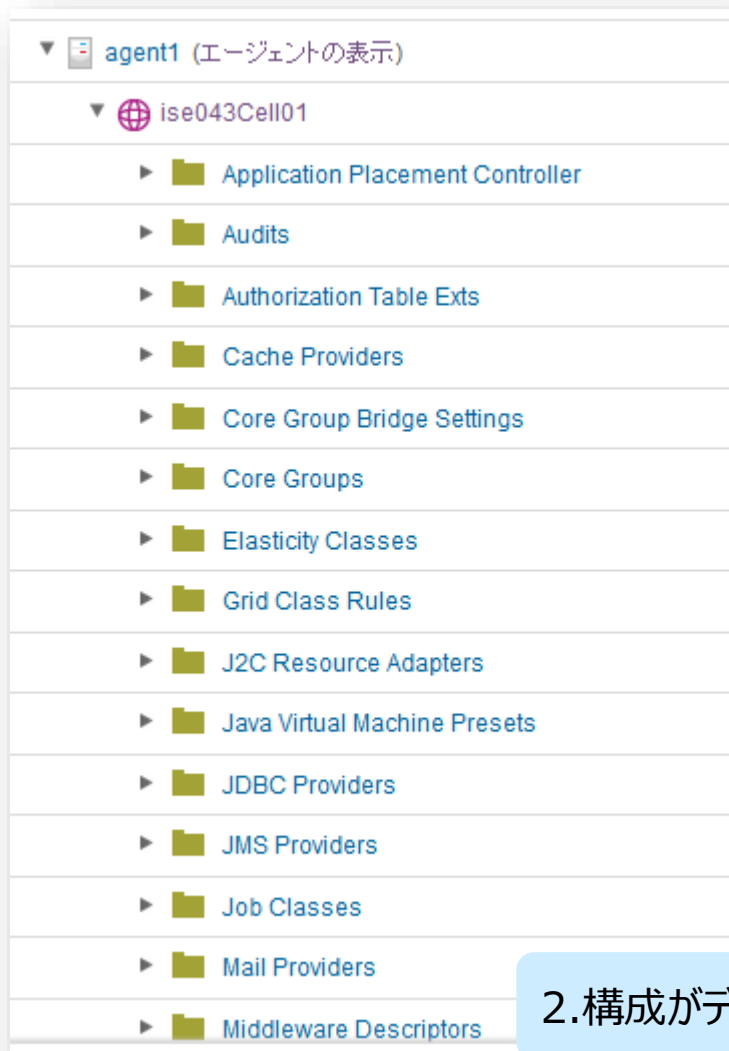 agent1 (エージェントの表示)
ise043Cell01
Application Placement Controller
Audits
Authorization Table Exts
Cache Providers
Core Group Bridge Settings
Core Groups
Elasticity Classes
Grid Class Rules
J2C Resource Adapters
Java Virtual Machine Presets
JDBC Providers
JMS Providers
Job Classes
Mail Providers
Middleware Descriptors
2.構成がデ